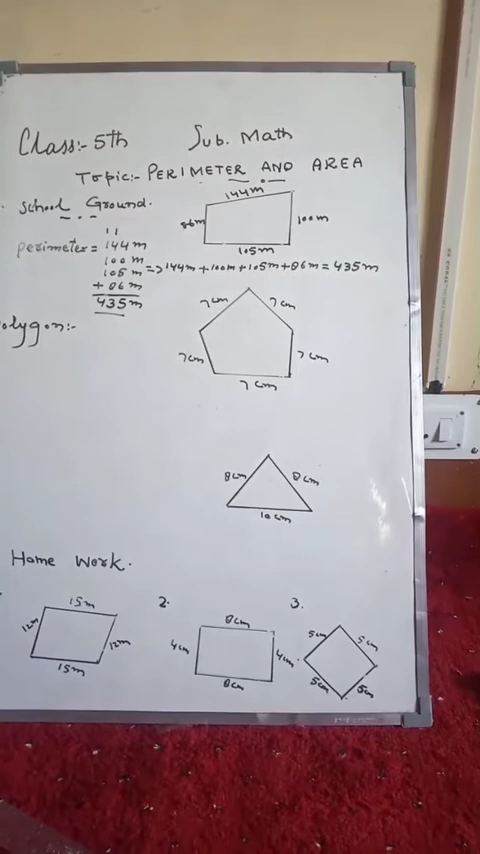 Class:- 5th Sub. Math
Topic:- PERIMETER AND AREA
School Ground.
144m
86m
100m
105m
11
perimeter = 144m
100m
105m => 144m + 100m + 105m + 86m = 435m
+ 86m
435m
olygon:-
7cm 7cm
7cm 7cm
7cm
8cm 8cm
10cm
Home Work.
15m
12m 12m
15m
2.
8cm
4cm 4cm
8cm
3.
5cm 5cm
5cm 5cm